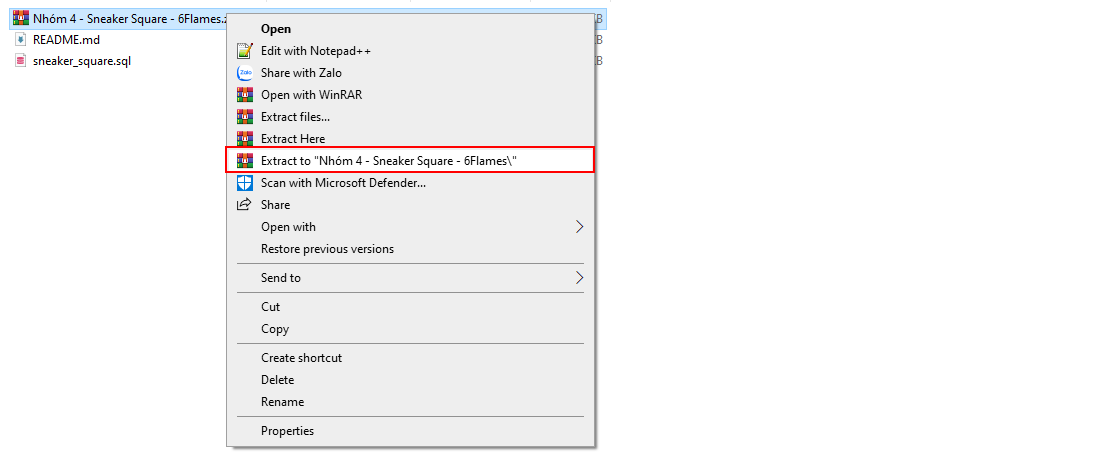 Nhóm 4 - Sneaker Square - 6Flames.z
README.md
sneaker_square.sql
Open
Edit with Notepad++
Zalo
Share with Zalo
Open with WinRAR
Extract files...
Extract Here
Extract to "Nhóm 4 - Sneaker Square - 6Flames\"
Scan with Microsoft Defender...
Share
Open with
Restore previous versions
Send to
Cut
Copy
Create shortcut
Delete
Rename
Properties